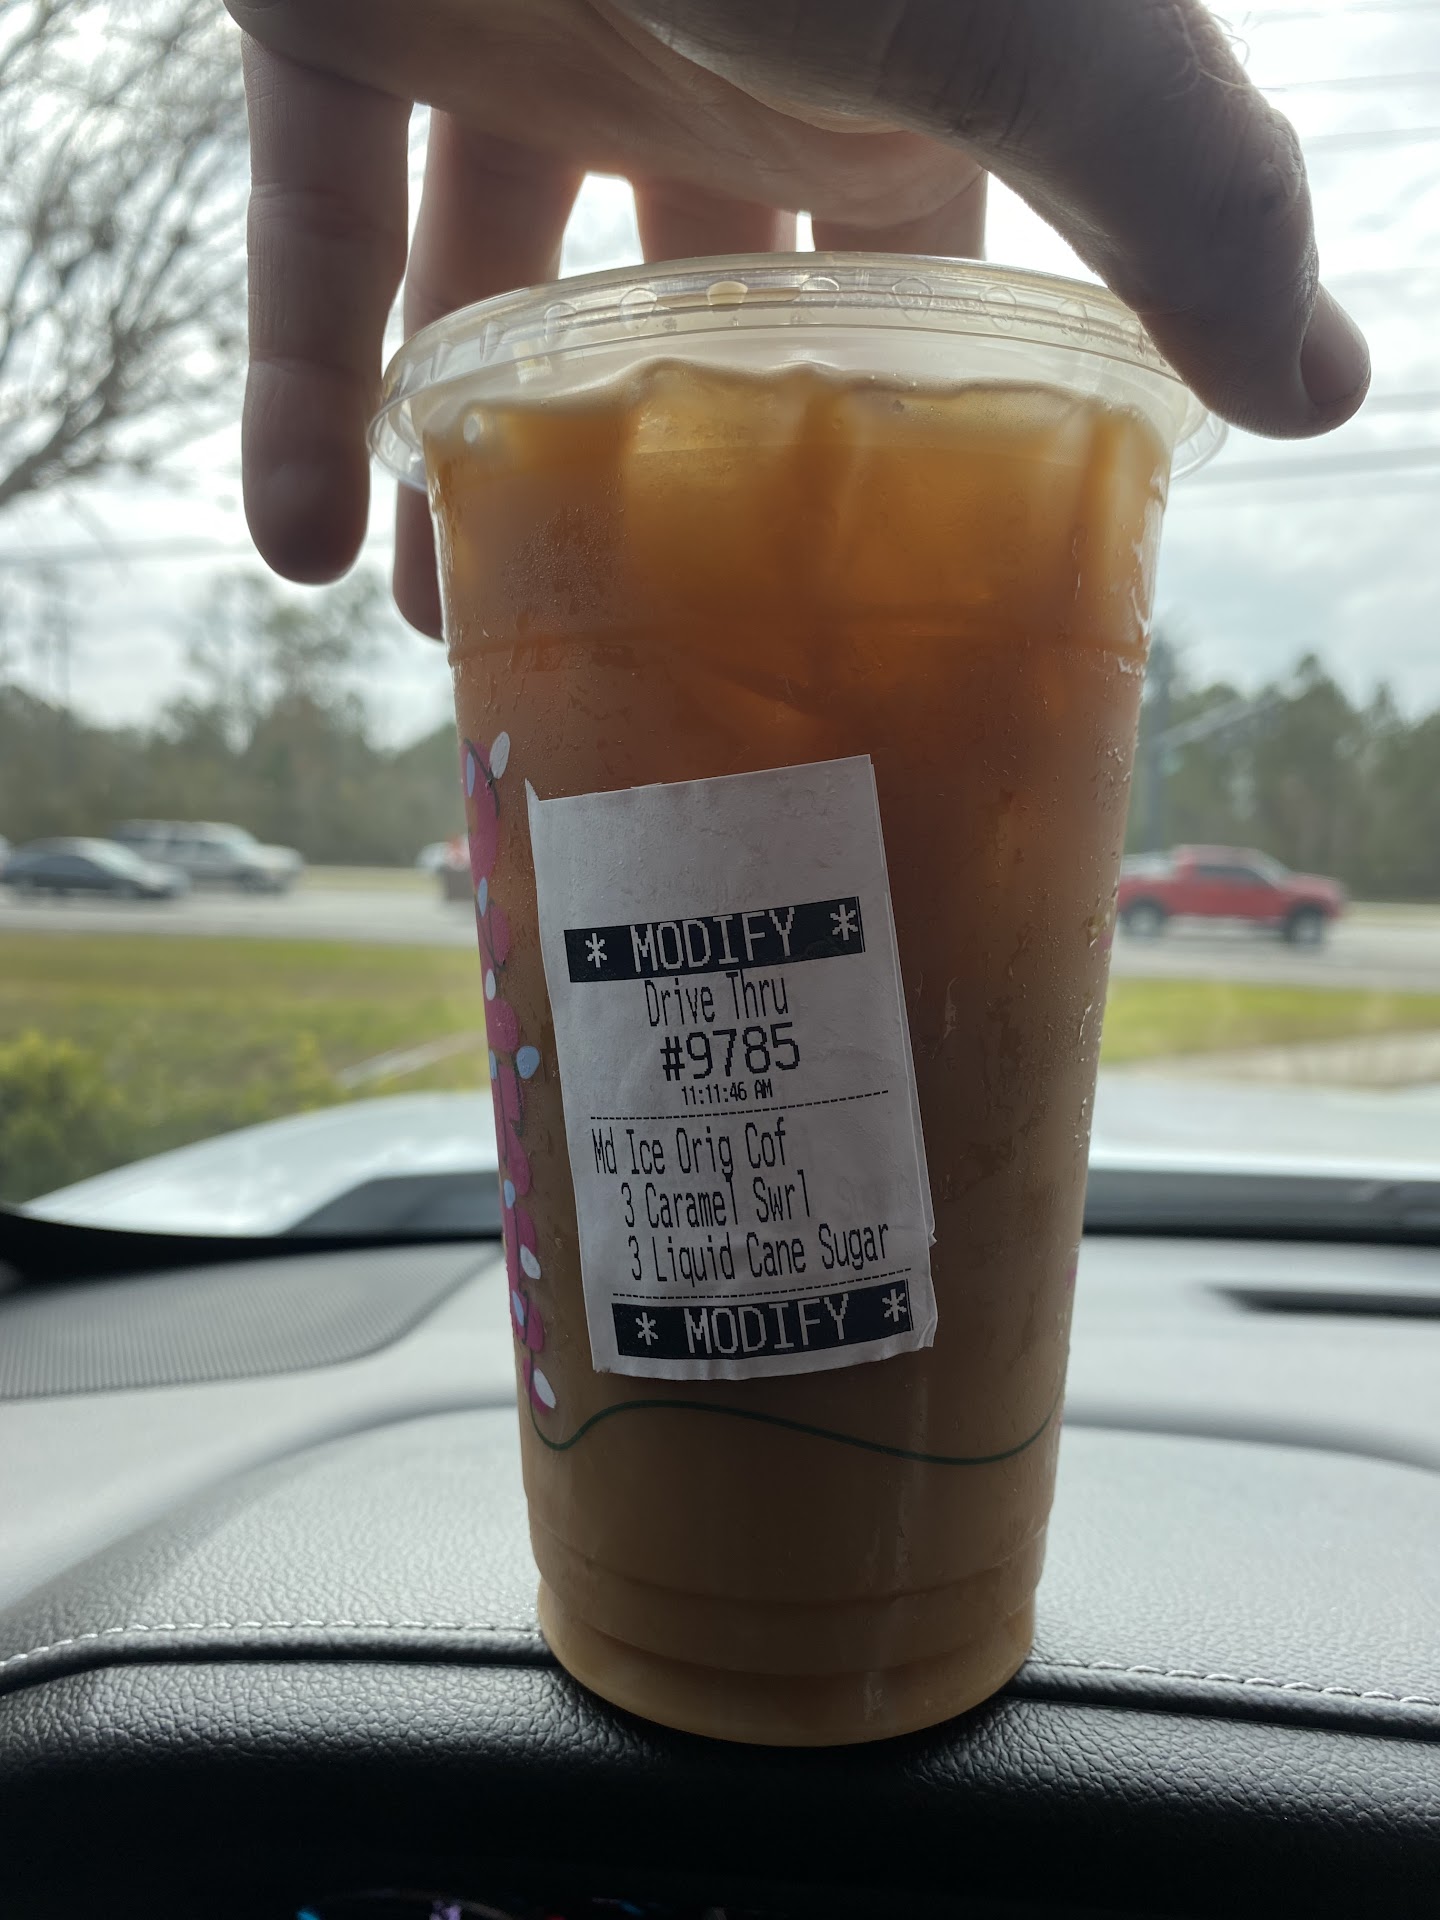 * MODIFY *
Drive Thru
#9785
11:11:46 AM
Md Ice Orig Cof
3 Caramel Swrl
3 Liquid Cane Sugar
* MODIFY *